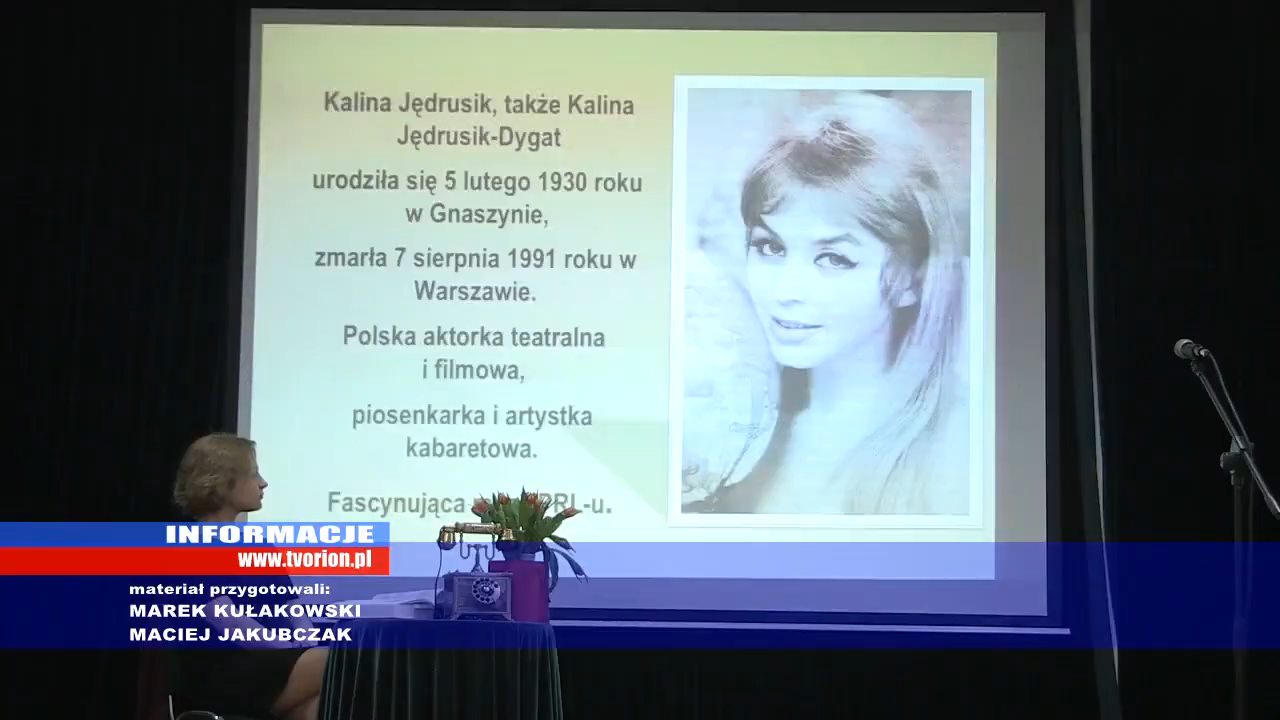 Kalina Jędrusik, także Kalina
Jędrusik-Dygat
urodziła się 5 lutego 1930 roku
w Gnaszynie,
zmarła 7 sierpnia 1991 roku w
Warszawie.
Polska aktorka teatralna
i filmowa,
piosenkarka i artystka
kabaretowa.
Fascynująca PRL-u.
INFORMACJE
www.tvorion.pl
materiał przygotowali:
MAREK KUŁAKOWSKI
MACIEJ JAKUBCZAK